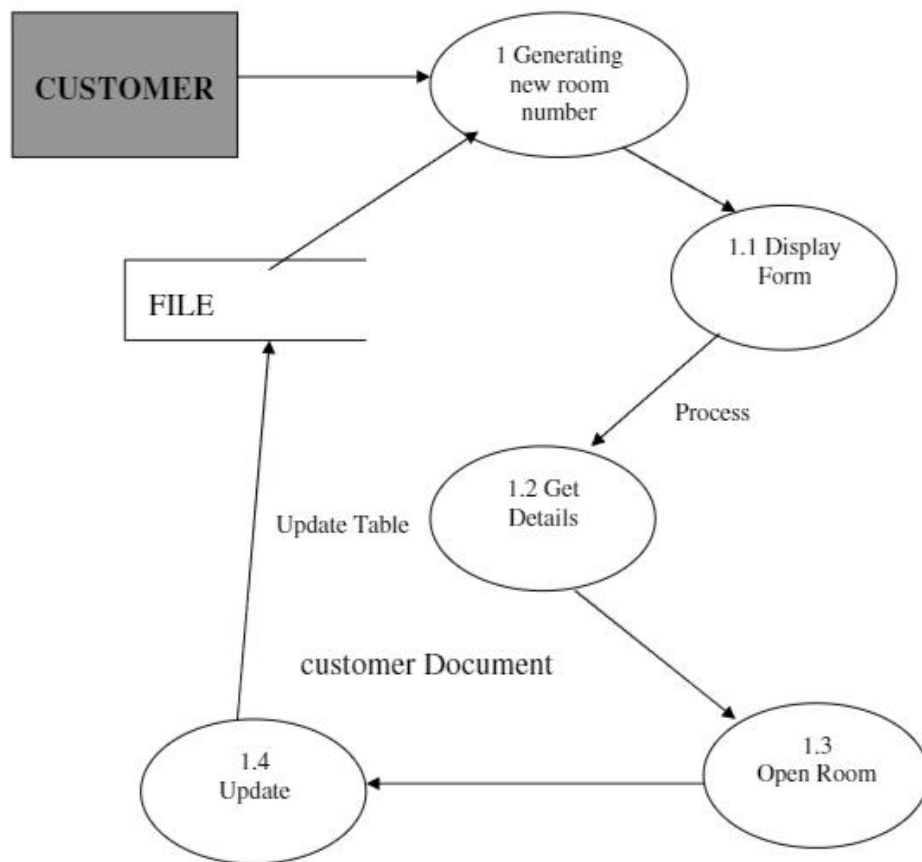 CUSTOMER
1 Generating
new room
number
1.1 Display
Form
FILE
Process
1.2 Get
Details
Update Table
customer Document
1.3
Open Room
1.4
Update